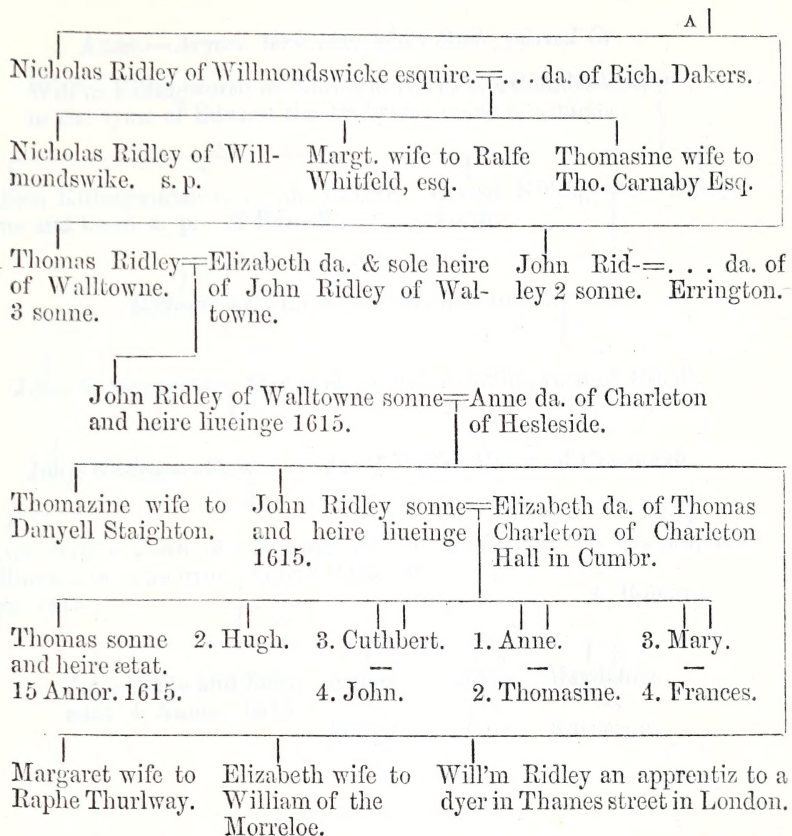 A
Nicholas Ridley of Willmondswicke esquire.=. . . da. of Rich. Dakers.
Nicholas Ridley of Will-
mondswike. s. p.
Margt. wife to Ralfe
Whitfeld, esq.
Thomasine wife to
Tho. Carnaby Esq.
Thomas Ridley=Elizabeth da. & sole heire
of Walltowne. of John Ridley of Wal-
3 sonne. towne.
John Rid-=. . . da. of
ley 2 sonne. Errington.
John Ridley of Walltowne sonne=Anne da. of Charleton
and heire liueinge 1615. of Hesleside.
Thomazine wife to
Danyell Staighton.
John Ridley sonne=Elizabeth da. of Thomas
and heire liueinge Charleton of Charleton
1615. Hall in Cumbr.
Thomas sonne
and heire ætat.
15 Annor. 1615.
2. Hugh.
3. Cuthbert.
4. John.
1. Anne.
2. Thomasine.
3. Mary.
4. Frances.
Margaret wife to
Raphe Thurlway.
Elizabeth wife to
William of the
Morreloe.
Will'm Ridley an apprentiz to a
dyer in Thames street in London.